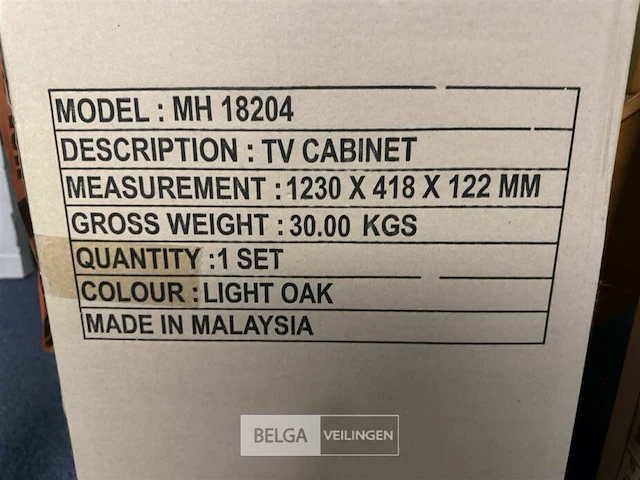 MODEL : MH 18204
DESCRIPTION : TV CABINET
MEASUREMENT : 1230 X 418 X 122 MM
GROSS WEIGHT : 30.00 KGS
QUANTITY :1 SET
COLOUR : LIGHT OAK
MADE IN MALAYSIA
BELGA VEILINGEN